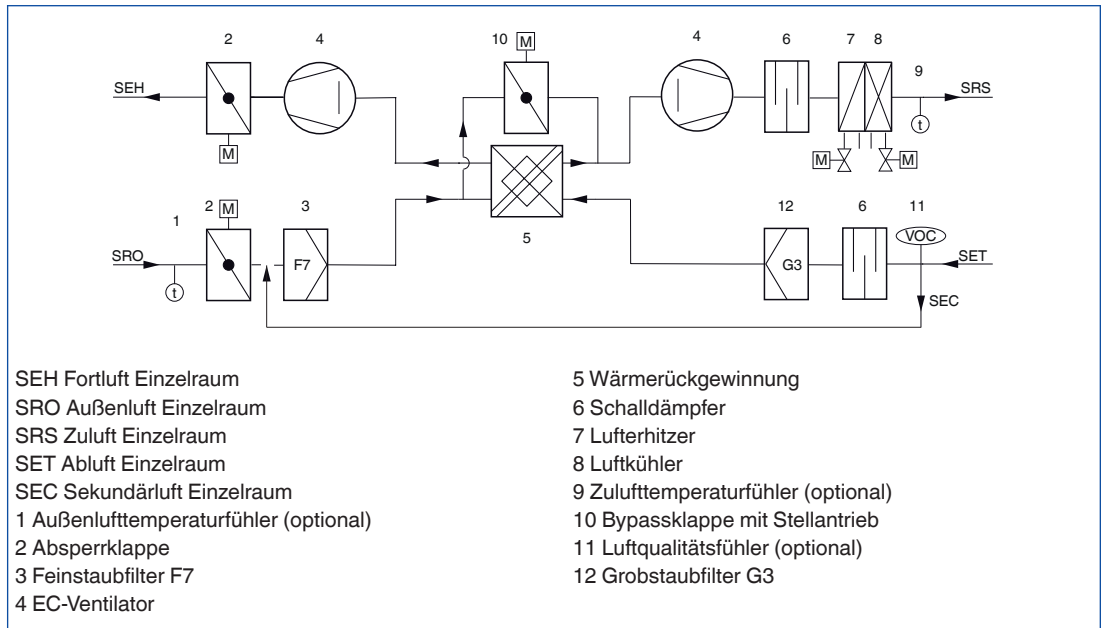 2 4 10 M 4 6 7 8 9
SEH SRS
M t
M M
5
1 2 M 3 12 6 11
VOC
SRO F7 G3 SET
t
SEC
SEH Fortluft Einzelraum
SRO Außenluft Einzelraum
SRS Zuluft Einzelraum
SET Abluft Einzelraum
SEC Sekundärluft Einzelraum
1 Außenlufttemperaturfühler (optional)
2 Absperrklappe
3 Feinstaubfilter F7
4 EC-Ventilator
5 Wärmerückgewinnung
6 Schalldämpfer
7 Lufterhitzer
8 Luftkühler
9 Zulufttemperaturfühler (optional)
10 Bypassklappe mit Stellantrieb
11 Luftqualitätsfühler (optional)
12 Grobstaubfilter G3